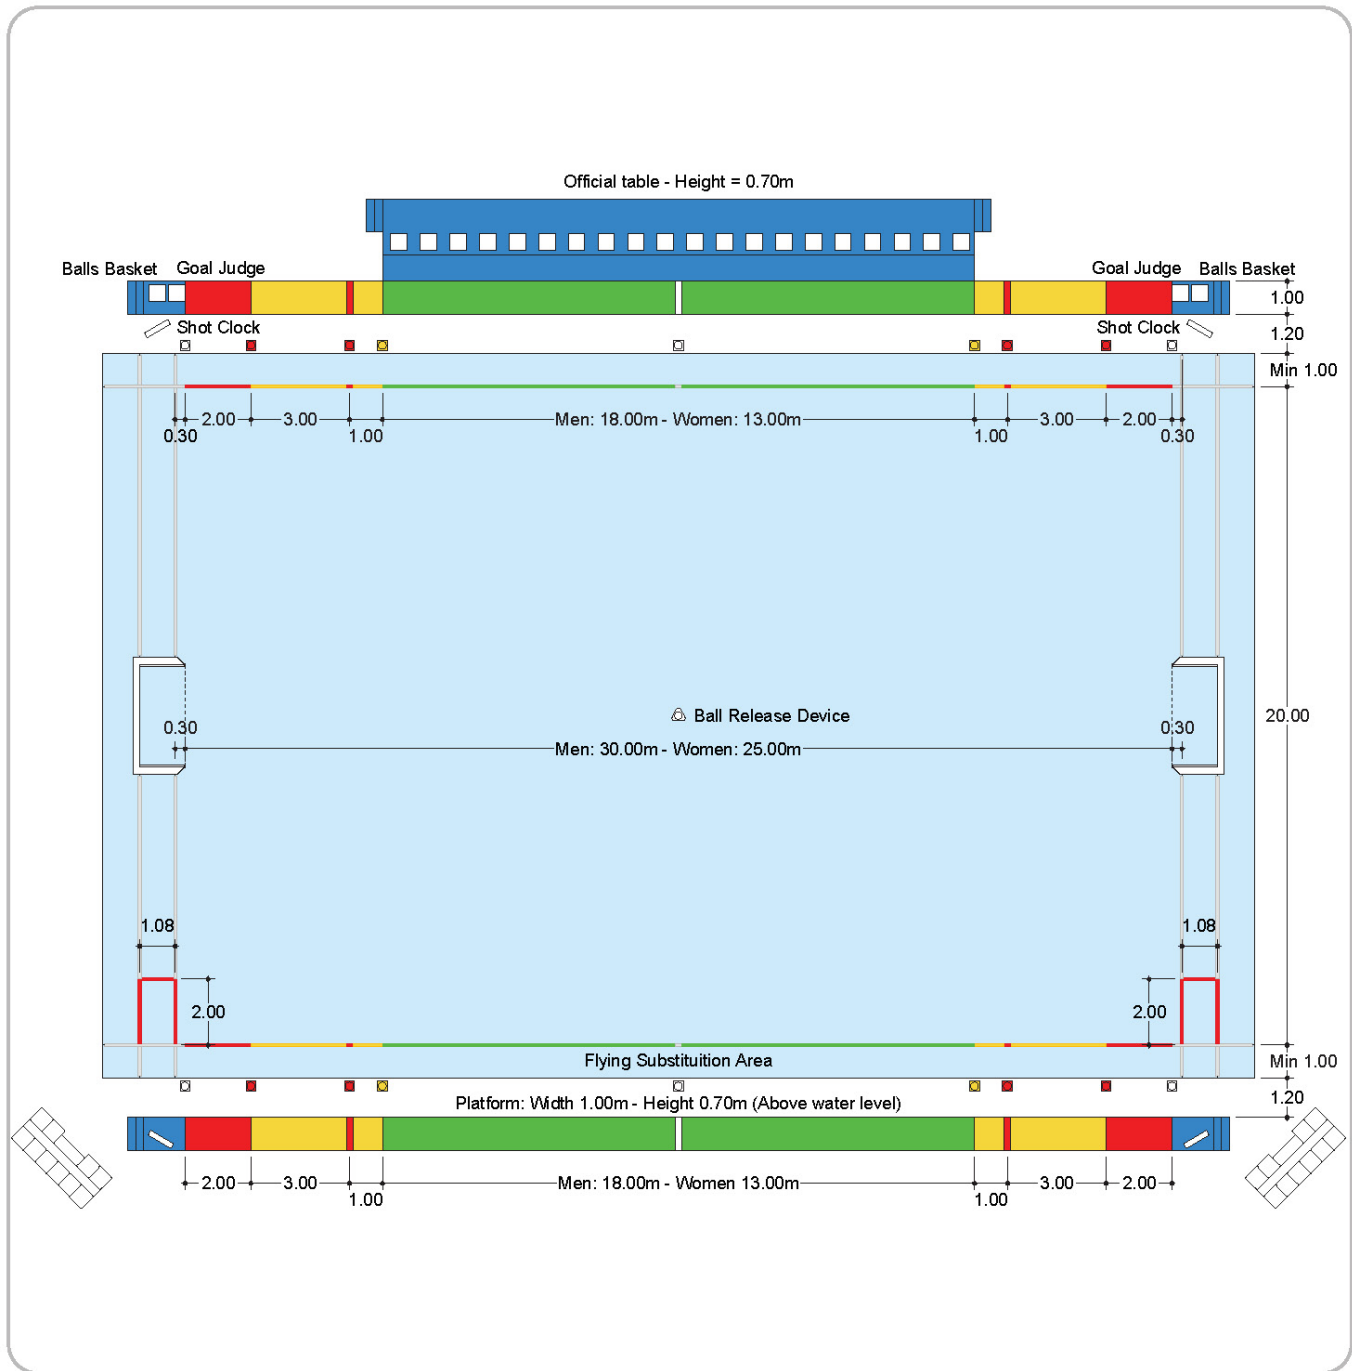 Official table - Height = 0.70m
Balls Basket Goal Judge Goal Judge Balls Basket
1.00
Shot Clock Shot Clock
1.20
Min 1.00
2.00 3.00 Men: 18.00m - Women: 13.00m 3.00 2.00
0.30 1.00 1.00 0.30
Ball Release Device
20.00
0.30 0.30
Men: 30.00m - Women: 25.00m
1.08 1.08
2.00 2.00
Flying Substituition Area
Min 1.00
Platform: Width 1.00m - Height 0.70m (Above water level)
1.20
2.00 3.00 Men: 18.00m - Women 13.00m 3.00 2.00
1.00 1.00